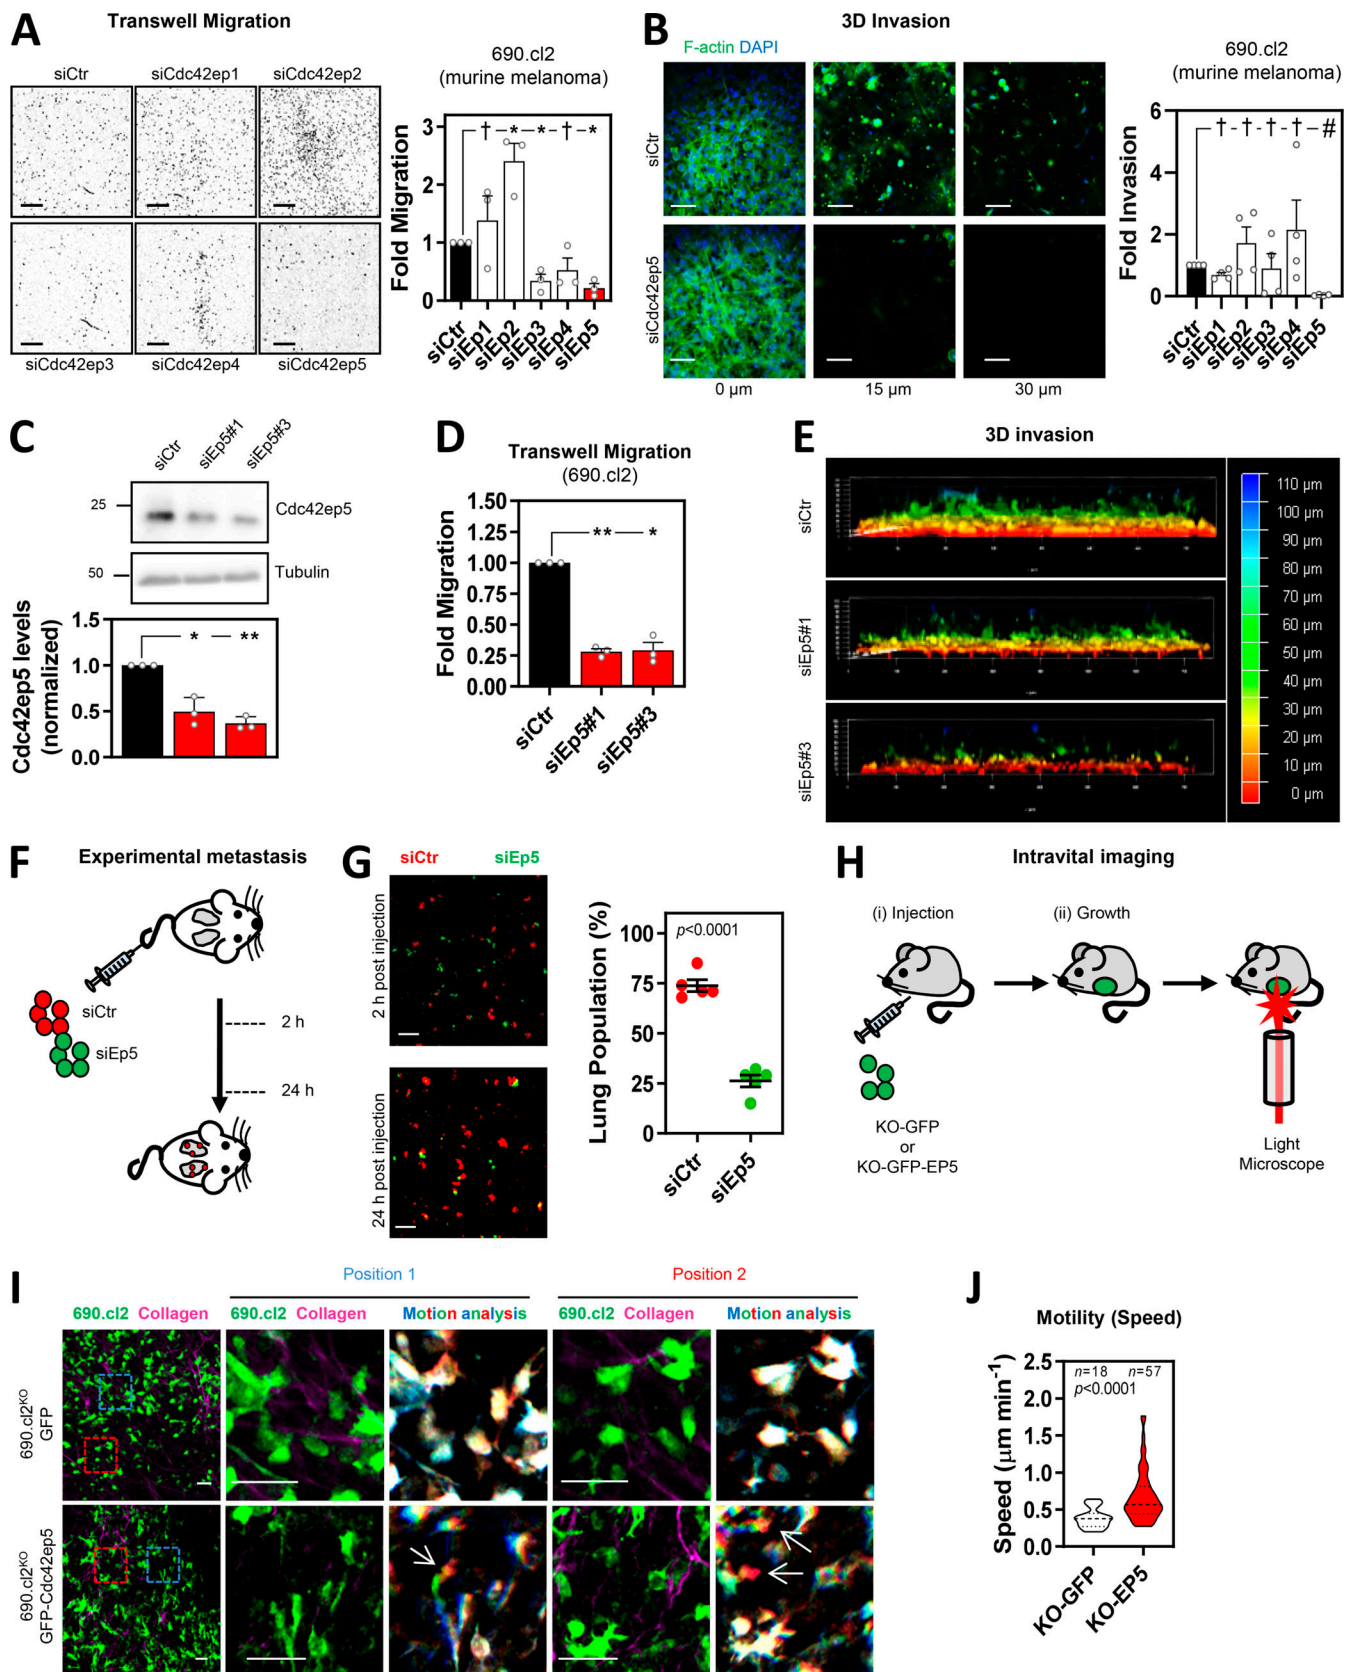 A
Transwell Migration
siCtr
siCdc42ep1
siCdc42ep2
siCdc42ep3
siCdc42ep4
siCdc42ep5
690.cl2
(murine melanoma)
Fold Migration
3
2
1
0
† * * † *
siCtr
siEp1
siEp2
siEp3
siEp4
siEp5
B
3D Invasion
F-actin DAPI
siCtr
siCdc42ep5
0 µm
15 µm
30 µm
690.cl2
(murine melanoma)
Fold Invasion
6
4
2
0
† † † † #
siCtr
siEp1
siEp2
siEp3
siEp4
siEp5
C
siCtr
siEp5#1
siEp5#3
25
Cdc42ep5
50
Tubulin
Cdc42ep5 levels
(normalized)
1.5
1.0
0.5
0.0
* **
D
Transwell Migration
(690.cl2)
Fold Migration
1.50
1.25
1.00
0.75
0.50
0.25
0.00
** *
siCtr
siEp5#1
siEp5#3
E
3D invasion
siCtr
siEp5#1
siEp5#3
110 µm
100 µm
90 µm
80 µm
70 µm
60 µm
50 µm
40 µm
30 µm
20 µm
10 µm
0 µm
F
Experimental metastasis
siCtr
siEp5
2 h
24 h
G
siCtr
siEp5
2 h post injection
24 h post injection
Lung Population (%)
100
75
50
25
0
p<0.0001
siCtr
siEp5
H
Intravital imaging
(i) Injection
(ii) Growth
KO-GFP
or
KO-GFP-EP5
Light
Microscope
I
Position 1
Position 2
690.cl2 Collagen
690.cl2 Collagen
Motion analysis
690.cl2 Collagen
Motion analysis
690.cl2KO
GFP
690.cl2KO
GFP-Cdc42ep5
J
Motility (Speed)
Speed (µm min-1)
2.5
2.0
1.5
1.0
0.5
0.0
n=18 n=57
p<0.0001
KO-GFP
KO-EP5